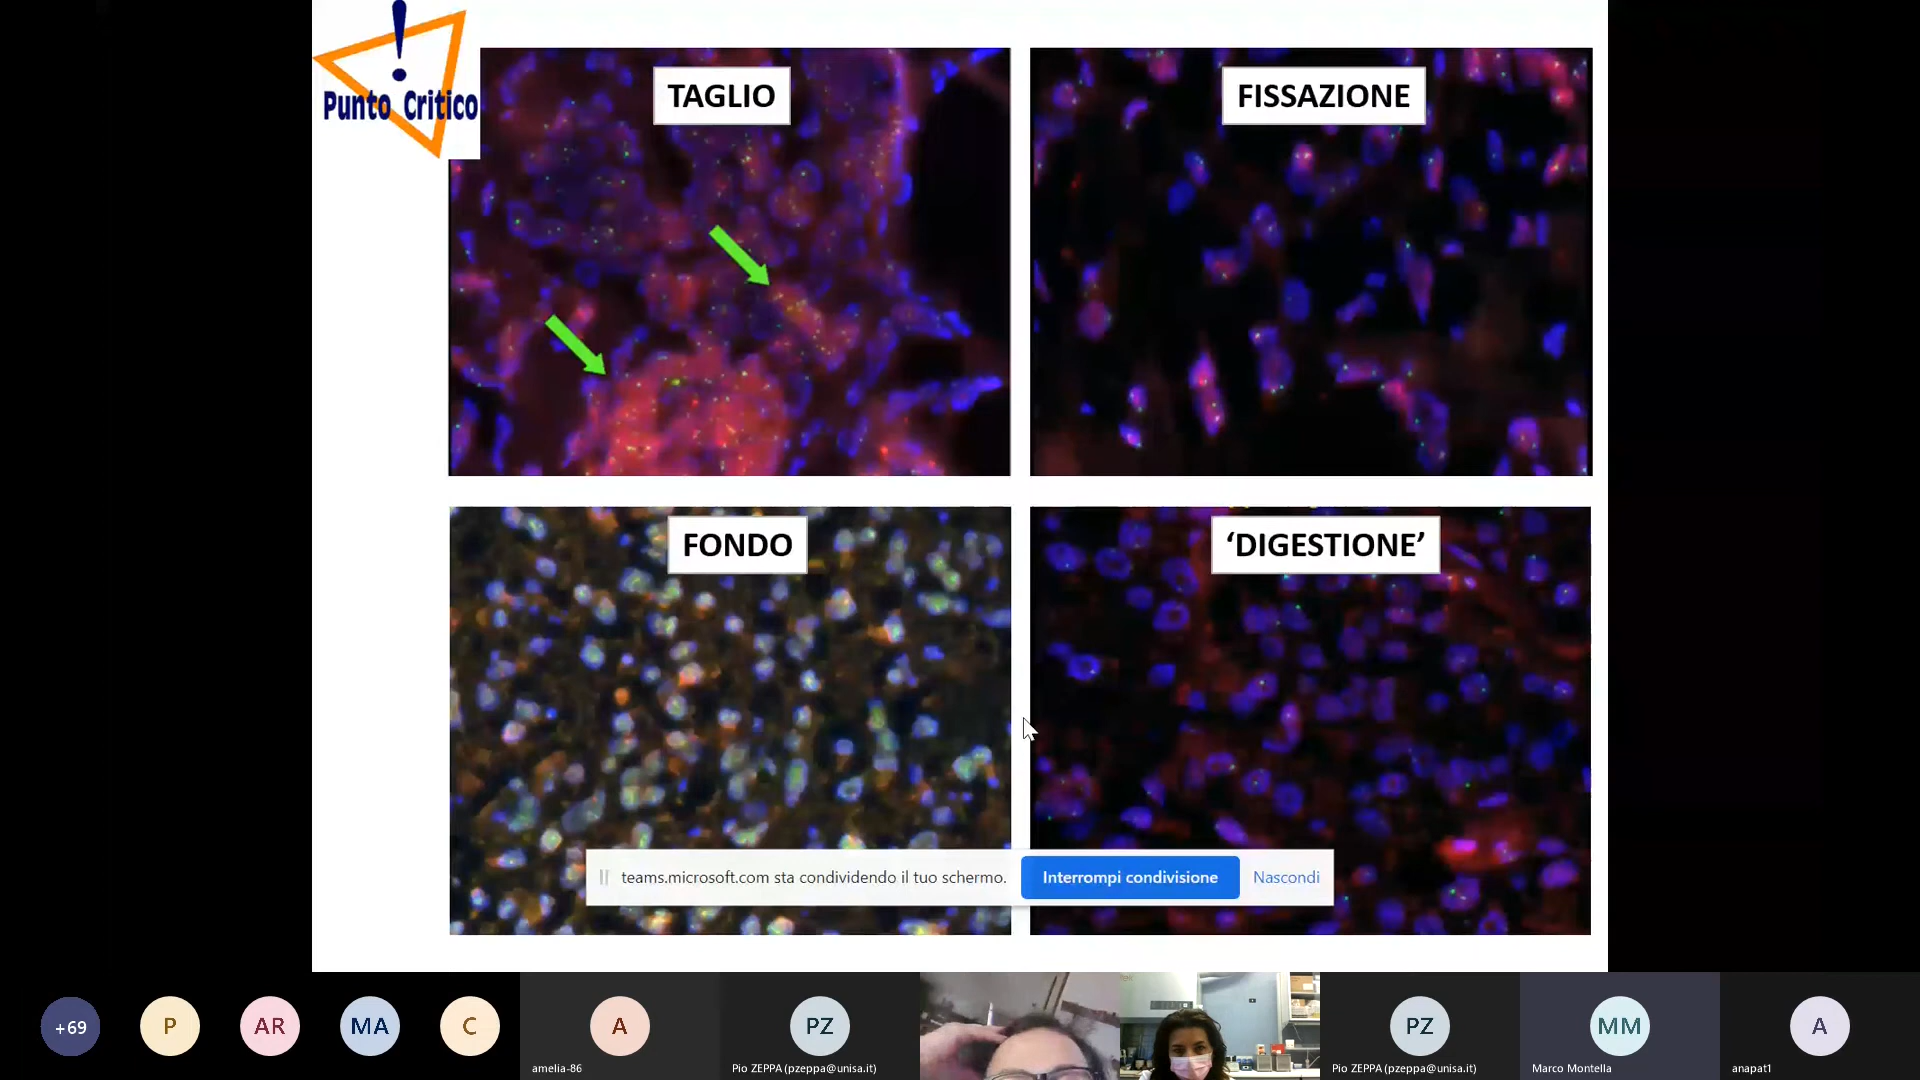 !
Punto Critico
TAGLIO
FISSAZIONE
FONDO
‘DIGESTIONE’
teams.microsoft.com sta condividendo il tuo schermo.
Interrompi condivisione
Nascondi
+69
P
AR
MA
C
A
PZ
PZ
MM
A
amelia-86
Pio ZEPPA (pzeppa@unisa.it)
Pio ZEPPA (pzeppa@unisa.it)
Marco Montella
anapat1